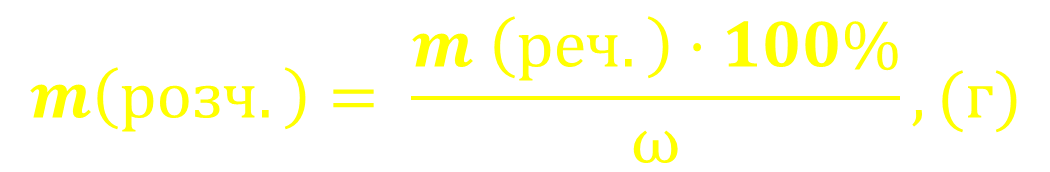 m(розч.) = m (реч.) · 100% / ω, (г)